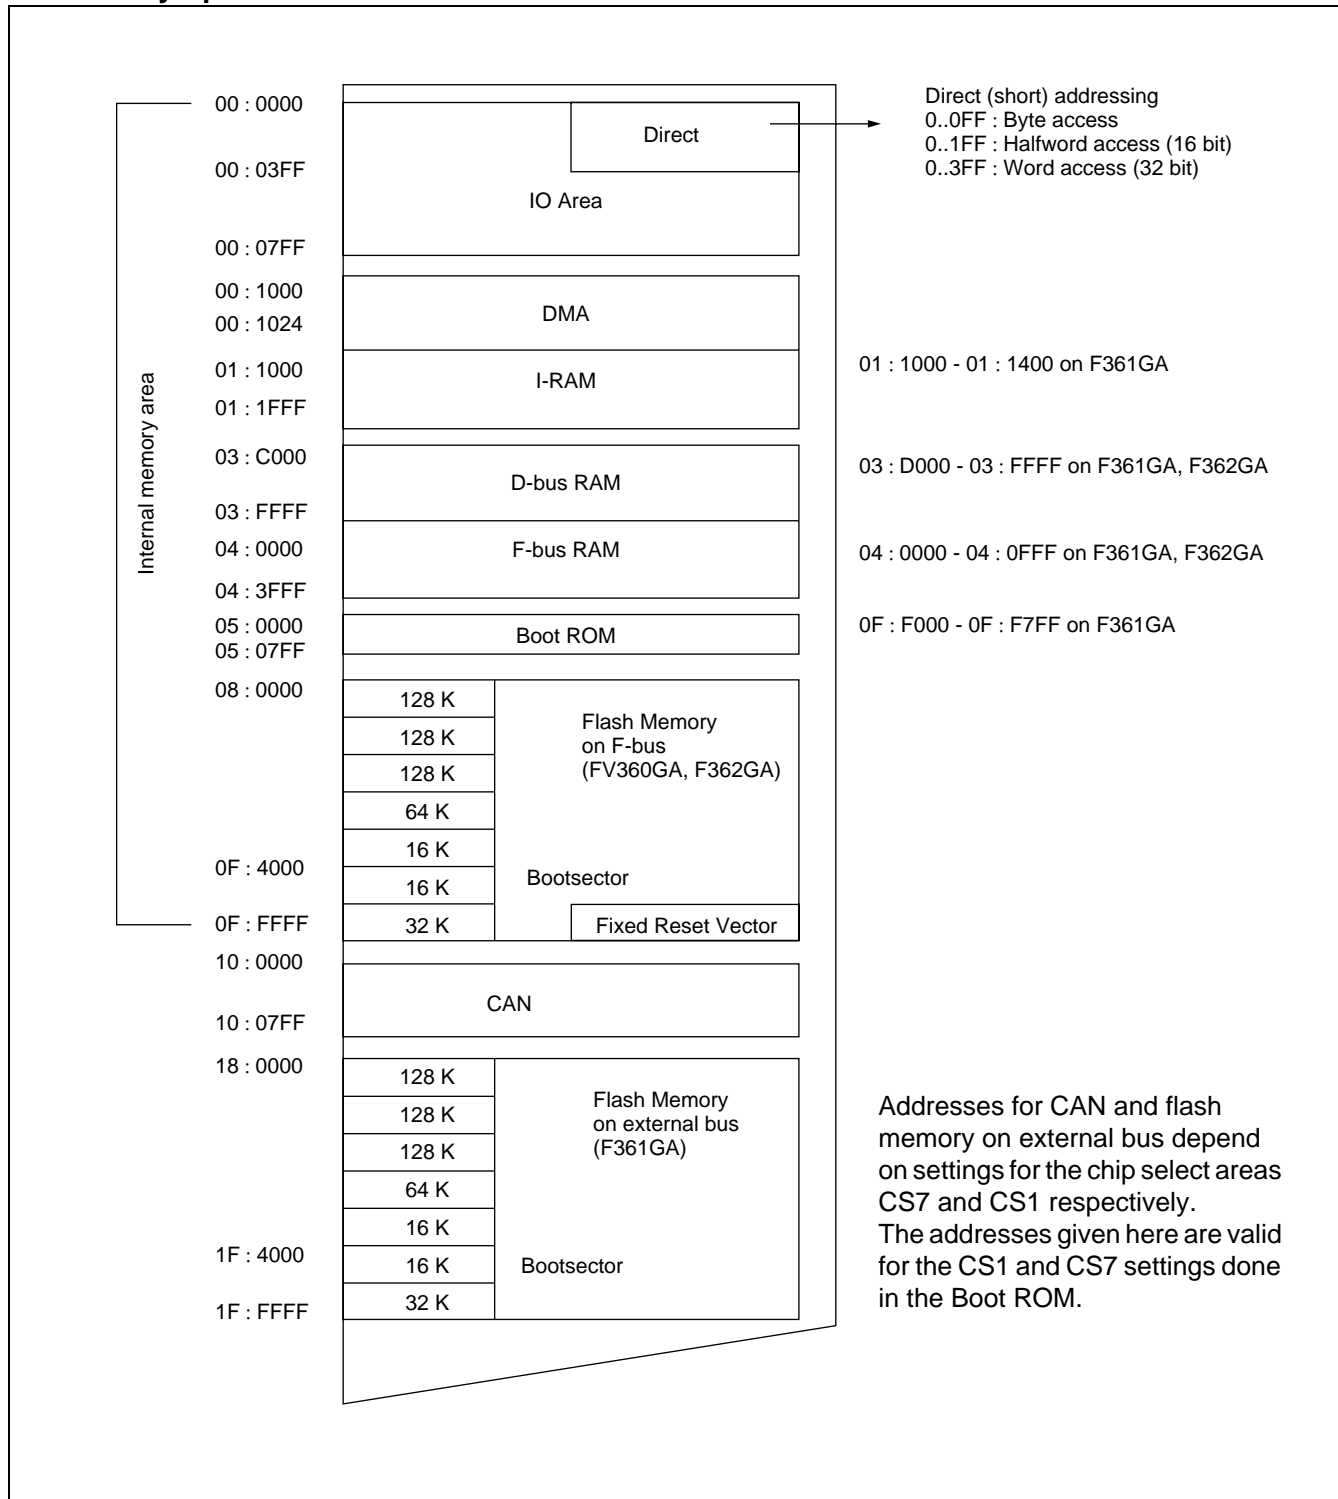 00 : 0000
Direct
Direct (short) addressing
0..0FF : Byte access
0..1FF : Halfword access (16 bit)
0..3FF : Word access (32 bit)
00 : 03FF
IO Area
00 : 07FF
00 : 1000
DMA
00 : 1024
01 : 1000
I-RAM
01 : 1000 - 01 : 1400 on F361GA
01 : 1FFF
Internal memory area
03 : C000
D-bus RAM
03 : D000 - 03 : FFFF on F361GA, F362GA
03 : FFFF
04 : 0000
F-bus RAM
04 : 0000 - 04 : 0FFF on F361GA, F362GA
04 : 3FFF
05 : 0000
Boot ROM
0F : F000 - 0F : F7FF on F361GA
05 : 07FF
08 : 0000
128 K
128 K
128 K
64 K
16 K
16 K
32 K
Flash Memory
on F-bus
(FV360GA, F362GA)
0F : 4000
Bootsector
0F : FFFF
Fixed Reset Vector
10 : 0000
CAN
10 : 07FF
18 : 0000
128 K
128 K
128 K
64 K
16 K
16 K
32 K
Flash Memory
on external bus
(F361GA)
1F : 4000
Bootsector
1F : FFFF
Addresses for CAN and flash
memory on external bus depend
on settings for the chip select areas
CS7 and CS1 respectively.
The addresses given here are valid
for the CS1 and CS7 settings done
in the Boot ROM.